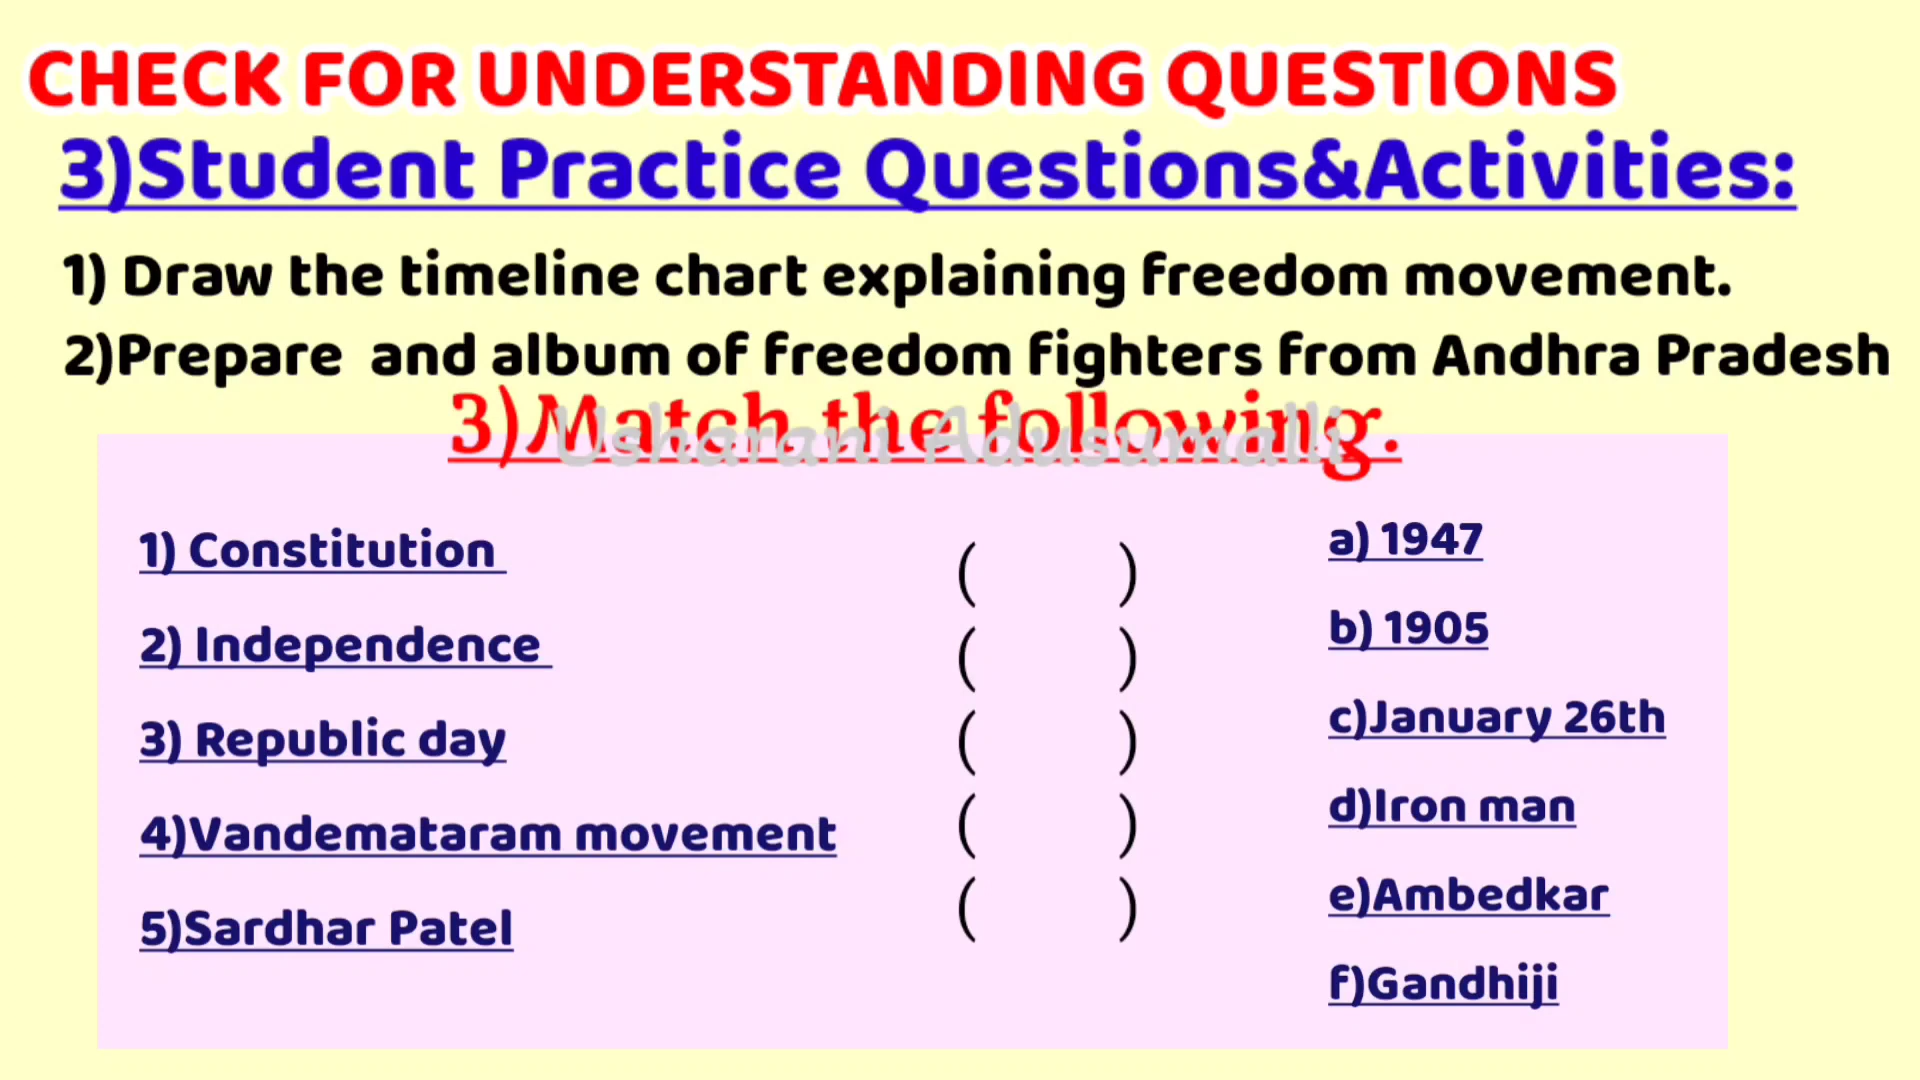 CHECK FOR UNDERSTANDING QUESTIONS
3)Student Practice Questions&Activities:
1) Draw the timeline chart explaining freedom movement.
2)Prepare  and album of freedom fighters from Andhra Pradesh
3)Match the following.
Usharani Adusumalli
1) Constitution ( ) a) 1947
2) Independence ( ) b) 1905
3) Republic day ( ) c)January 26th
4)Vandemataram movement ( ) d)Iron man
5)Sardhar Patel ( ) e)Ambedkar
f)Gandhiji